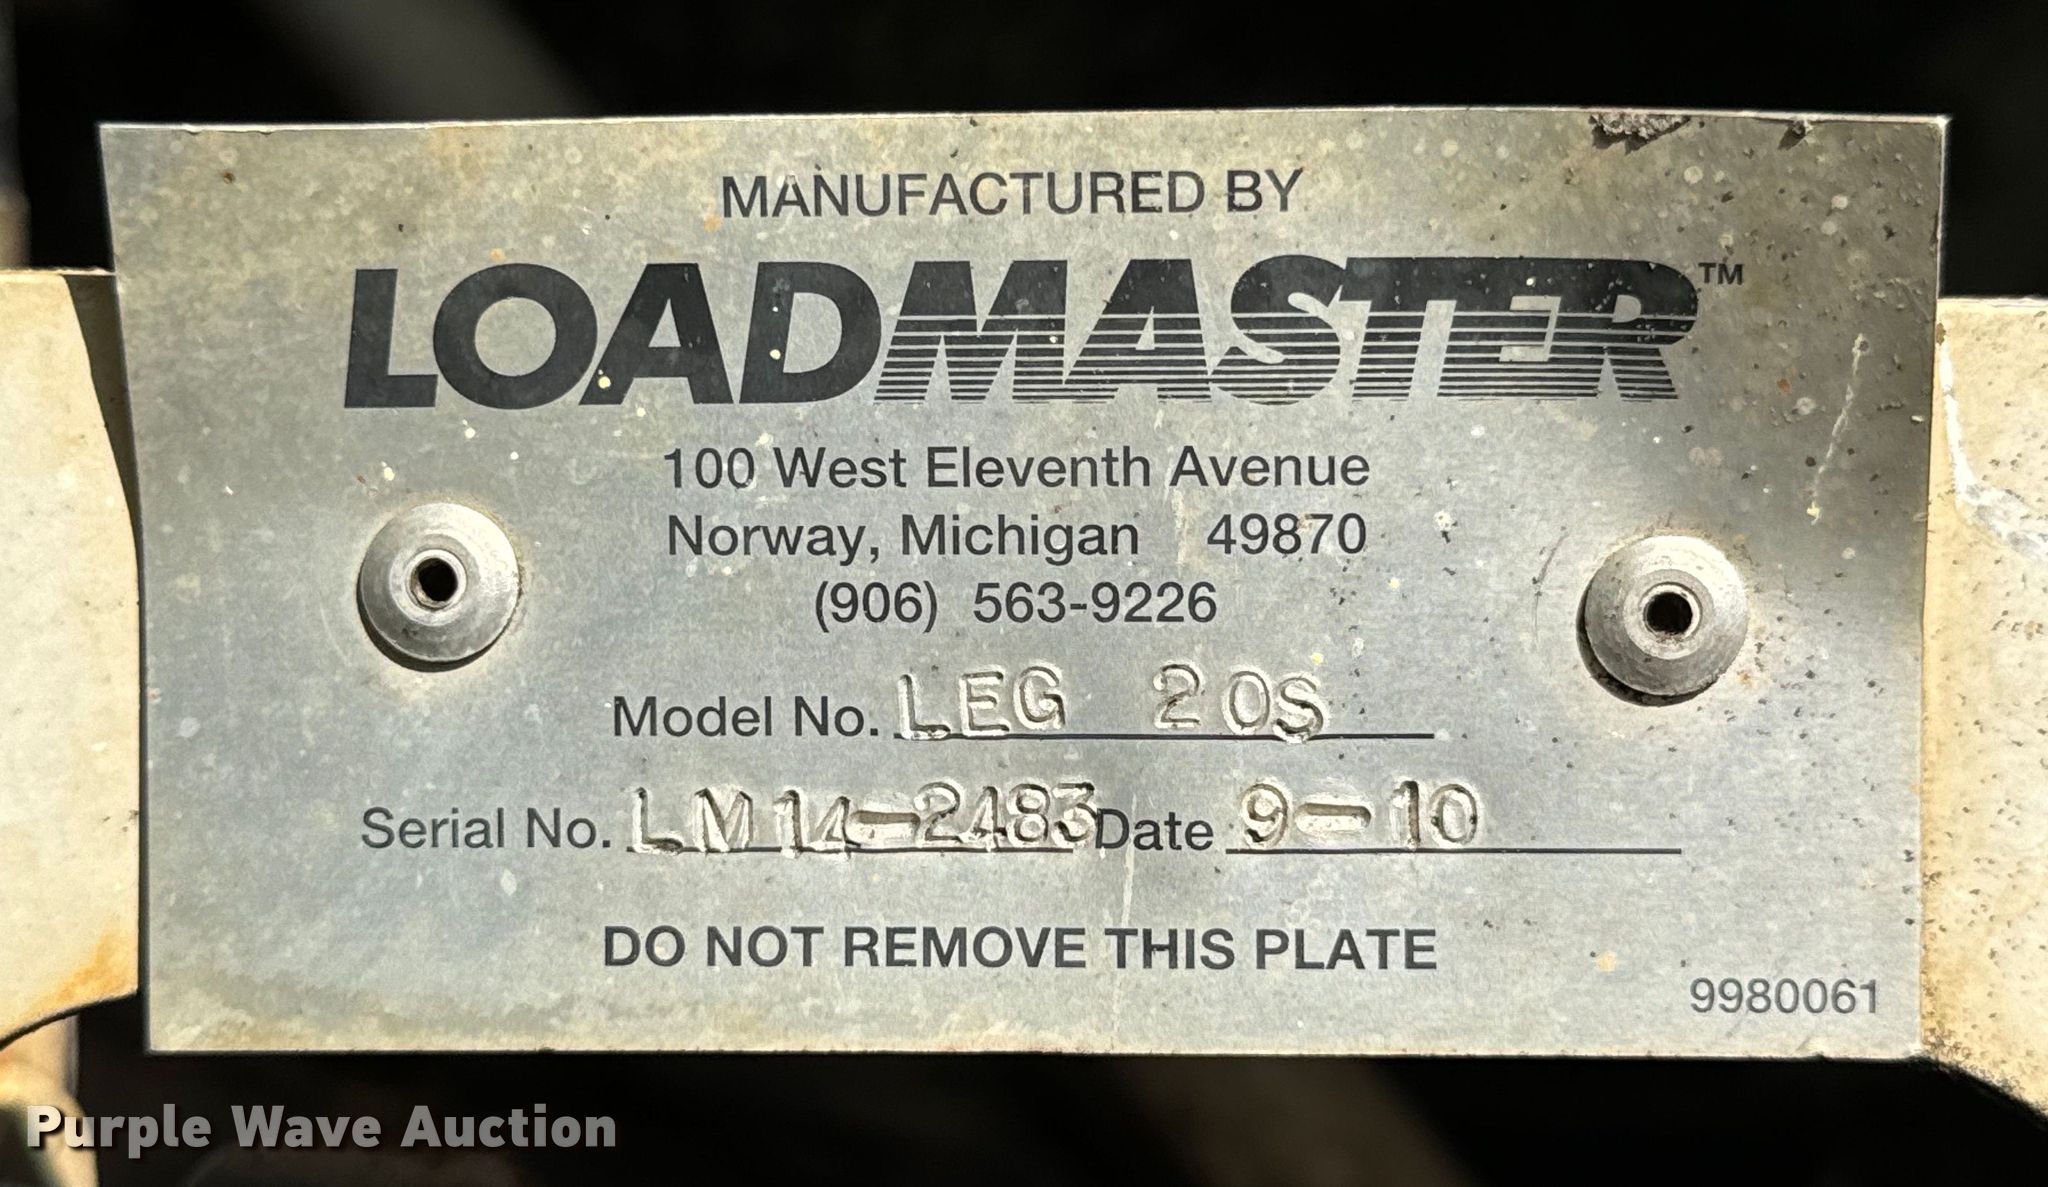 MANUFACTURED BY
LOADMASTER™
100 West Eleventh Avenue
Norway, Michigan 49870
(906) 563-9226
Model No. LEG 20S
Serial No. LM14-2483 Date 9-10
DO NOT REMOVE THIS PLATE
9980061
Purple Wave Auction